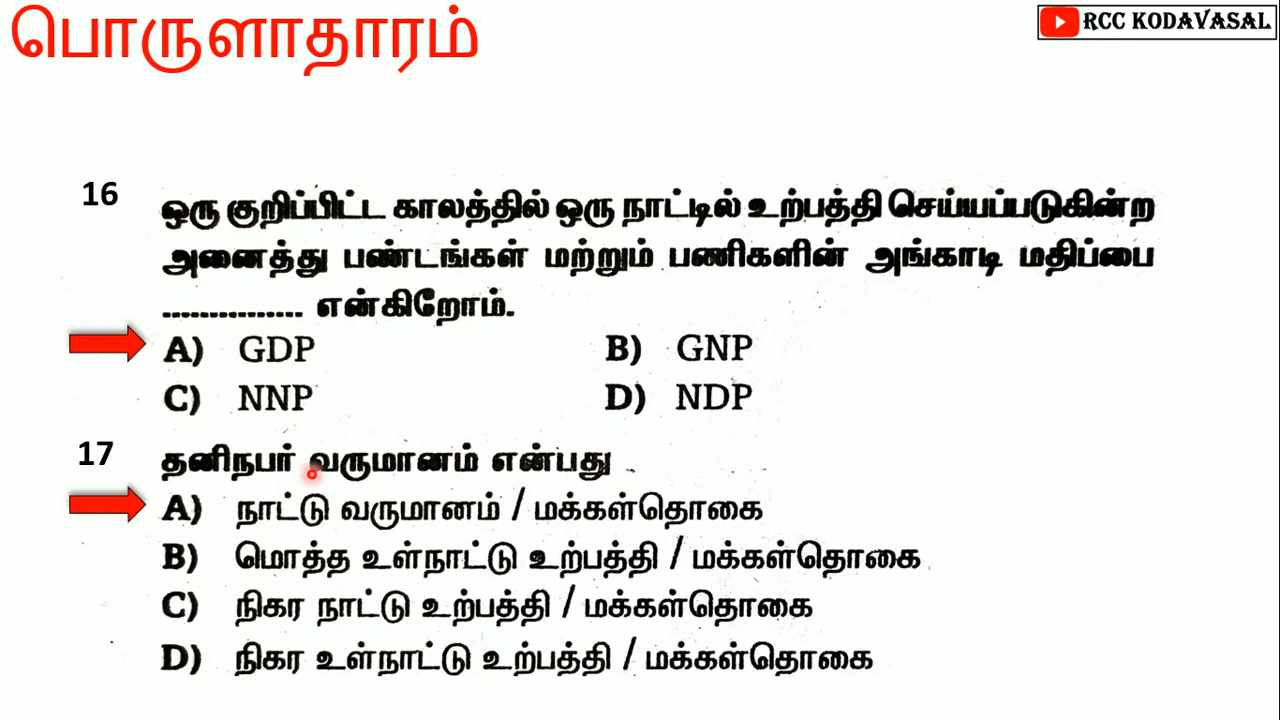 பொருளாதாரம்
RCC KODAVASAL
16 ஒரு குறிப்பிட்ட காலத்தில் ஒரு நாட்டில் உற்பத்தி செய்யப்படுகின்ற
அனைத்து பண்டங்கள் மற்றும் பணிகளின் அங்காடி மதிப்பை
............... என்கிறோம்.
A) GDP B) GNP
C) NNP D) NDP
17 தனிநபர் வருமானம் என்பது
A) நாட்டு வருமானம் / மக்கள்தொகை
B) மொத்த உள்நாட்டு உற்பத்தி / மக்கள்தொகை
C) நிகர நாட்டு உற்பத்தி / மக்கள்தொகை
D) நிகர உள்நாட்டு உற்பத்தி / மக்கள்தொகை